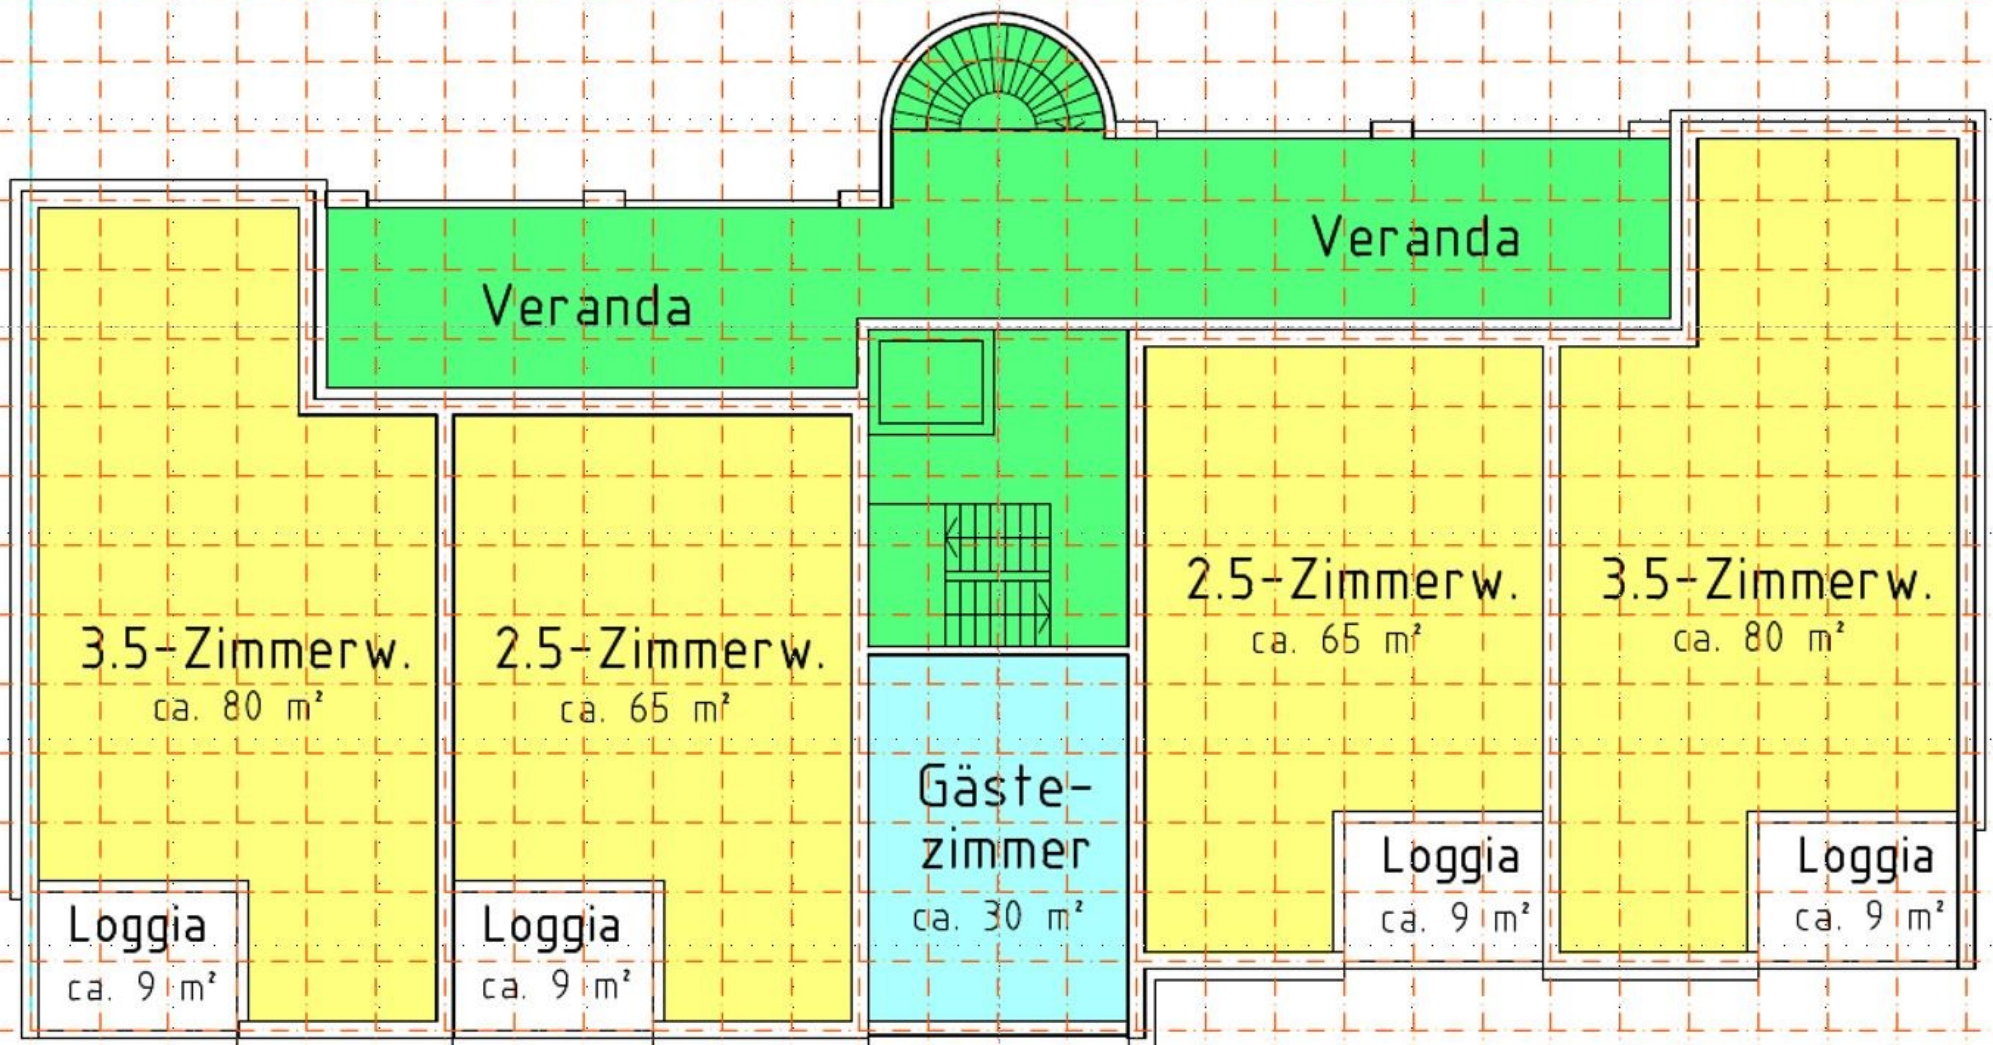 Veranda
Veranda
3.5-Zimmerw.
ca. 80 m²
2.5-Zimmerw.
ca. 65 m²
2.5-Zimmerw.
ca. 65 m²
3.5-Zimmerw.
ca. 80 m²
Gäste-
zimmer
ca. 30 m²
Loggia
ca. 9 m²
Loggia
ca. 9 m²
Loggia
ca. 9 m²
Loggia
ca. 9 m²